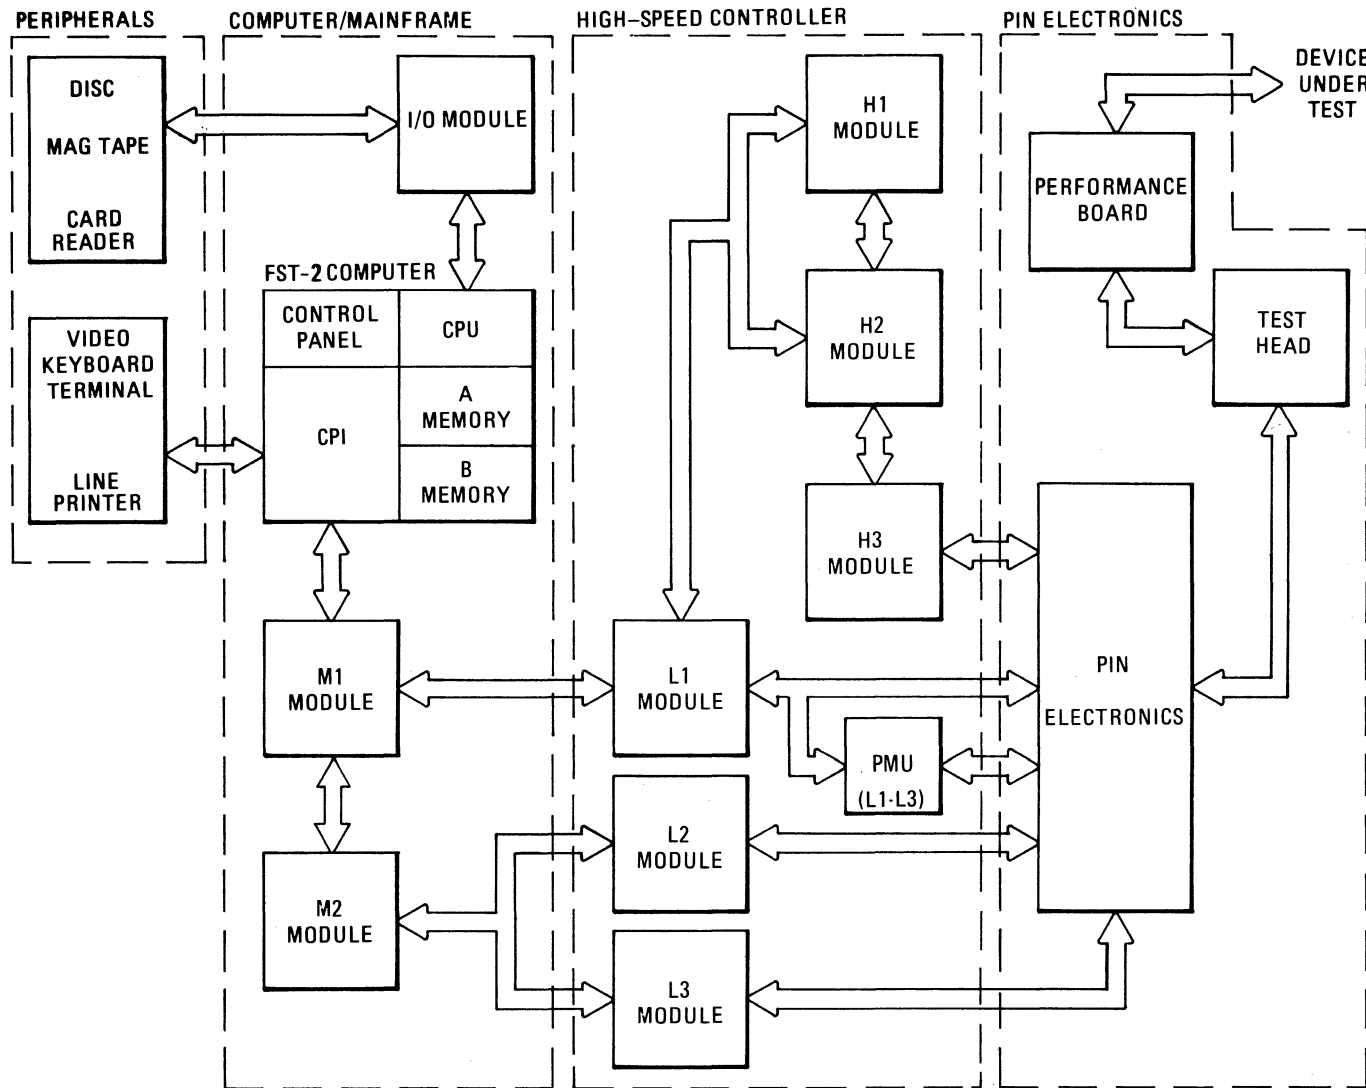 PERIPHERALS
COMPUTER/MAINFRAME
HIGH-SPEED CONTROLLER
PIN ELECTRONICS
DISC
MAG TAPE
CARD
READER
I/O MODULE
H1
MODULE
DEVICE
UNDER
TEST
PERFORMANCE
BOARD
FST-2 COMPUTER
CONTROL
PANEL
CPU
A
MEMORY
CPI
B
MEMORY
VIDEO
KEYBOARD
TERMINAL
LINE
PRINTER
H2
MODULE
TEST
HEAD
H3
MODULE
M1
MODULE
L1
MODULE
PIN
ELECTRONICS
PMU
(L1-L3)
L2
MODULE
M2
MODULE
L3
MODULE